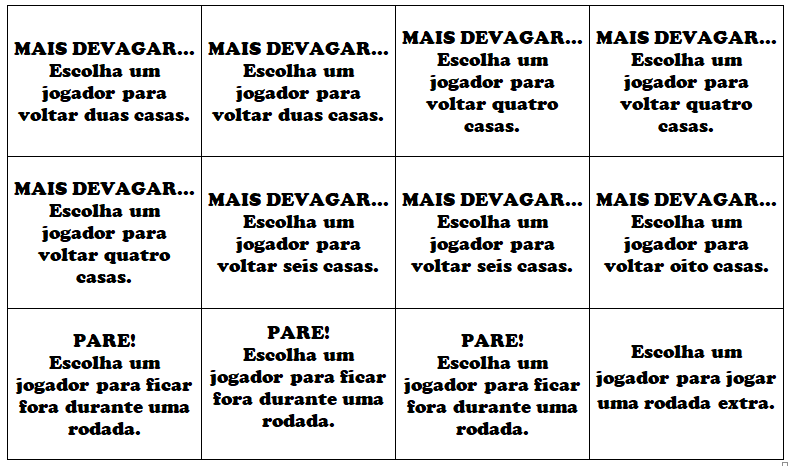 MAIS DEVAGAR...
Escolha um
jogador para
voltar duas casas.
MAIS DEVAGAR...
Escolha um
jogador para
voltar duas casas.
MAIS DEVAGAR...
Escolha um
jogador para
voltar quatro
casas.
MAIS DEVAGAR...
Escolha um
jogador para
voltar quatro
casas.
MAIS DEVAGAR...
Escolha um
jogador para
voltar quatro
casas.
MAIS DEVAGAR...
Escolha um
jogador para
voltar seis casas.
MAIS DEVAGAR...
Escolha um
jogador para
voltar seis casas.
MAIS DEVAGAR...
Escolha um
jogador para
voltar oito casas.
PARE!
Escolha um
jogador para ficar
fora durante uma
rodada.
PARE!
Escolha um
jogador para ficar
fora durante uma
rodada.
PARE!
Escolha um
jogador para ficar
fora durante uma
rodada.
Escolha um
jogador para jogar
uma rodada extra.